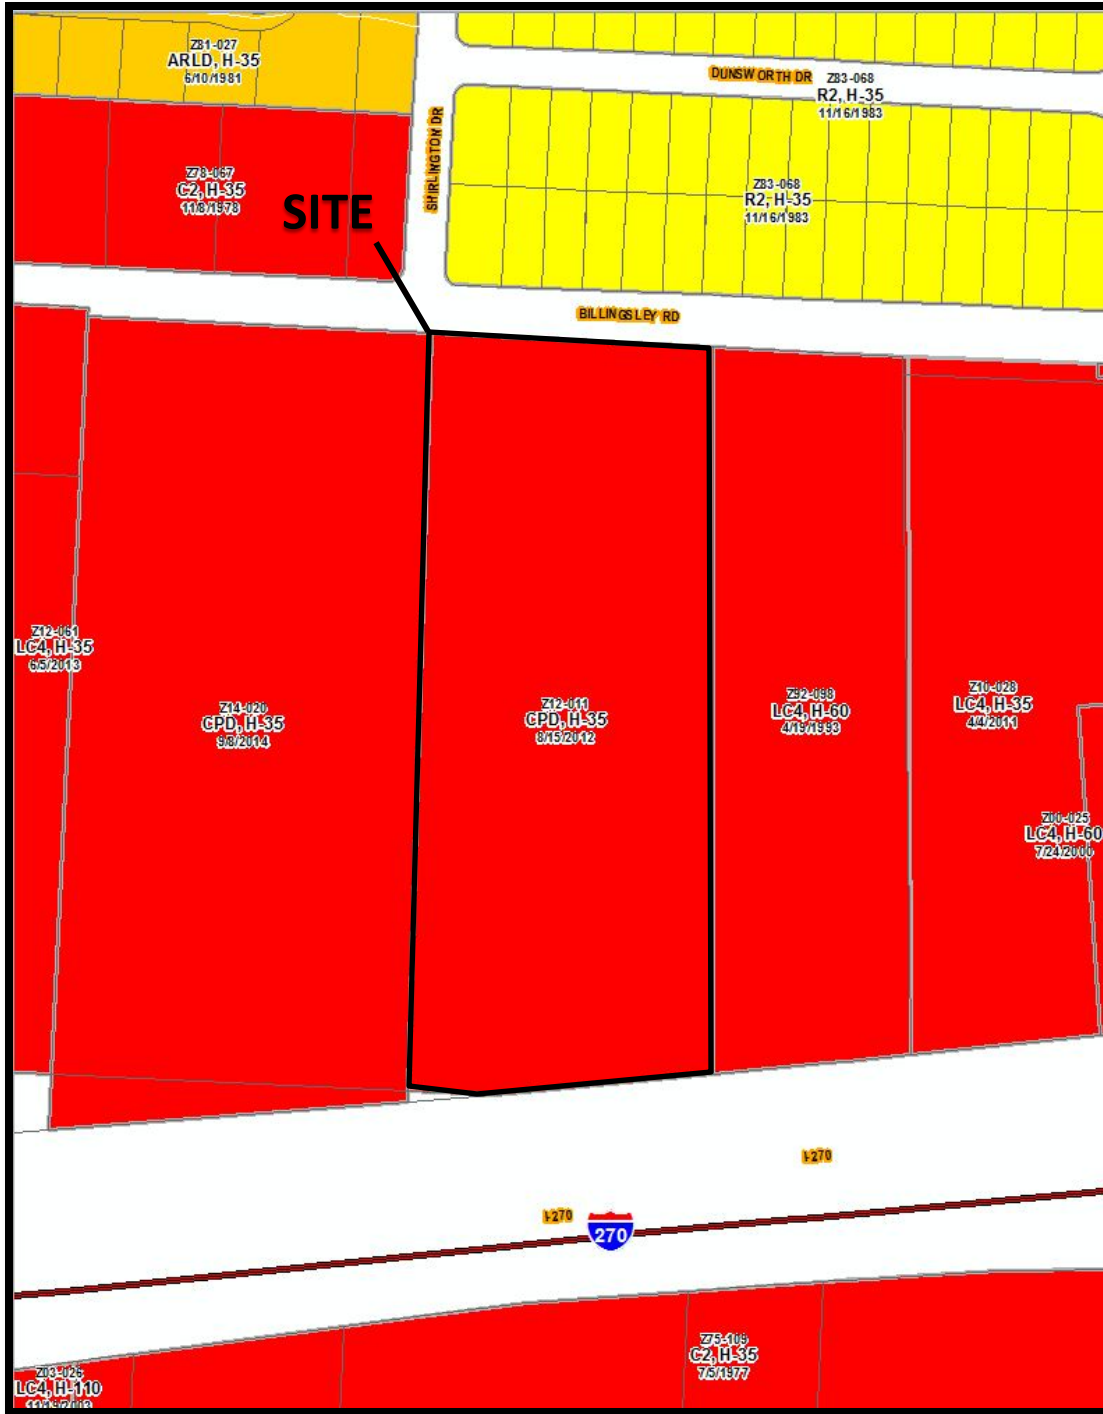 Z81-027
ARLD, H-35
6/10/1981
DUNSWORTH DR
Z83-068
R2, H-35
11/16/1983
SHIRLINGTON DR
Z78-067
C2, H-35
11/8/1978
SITE
Z83-068
R2, H-35
11/16/1983
BILLINGSLEY RD
Z12-061
LC4, H-35
6/5/2013
Z14-020
CPD, H-35
9/8/2014
Z12-011
CPD, H-35
8/15/2012
Z92-098
LC4, H-60
4/19/1993
Z10-028
LC4, H-35
4/4/2011
Z00-025
LC4, H-60
7/24/2000
I-270
I-270
270
Z75-109
C2, H-35
7/5/1977
Z03-026
LC4, H-110
11/19/2003